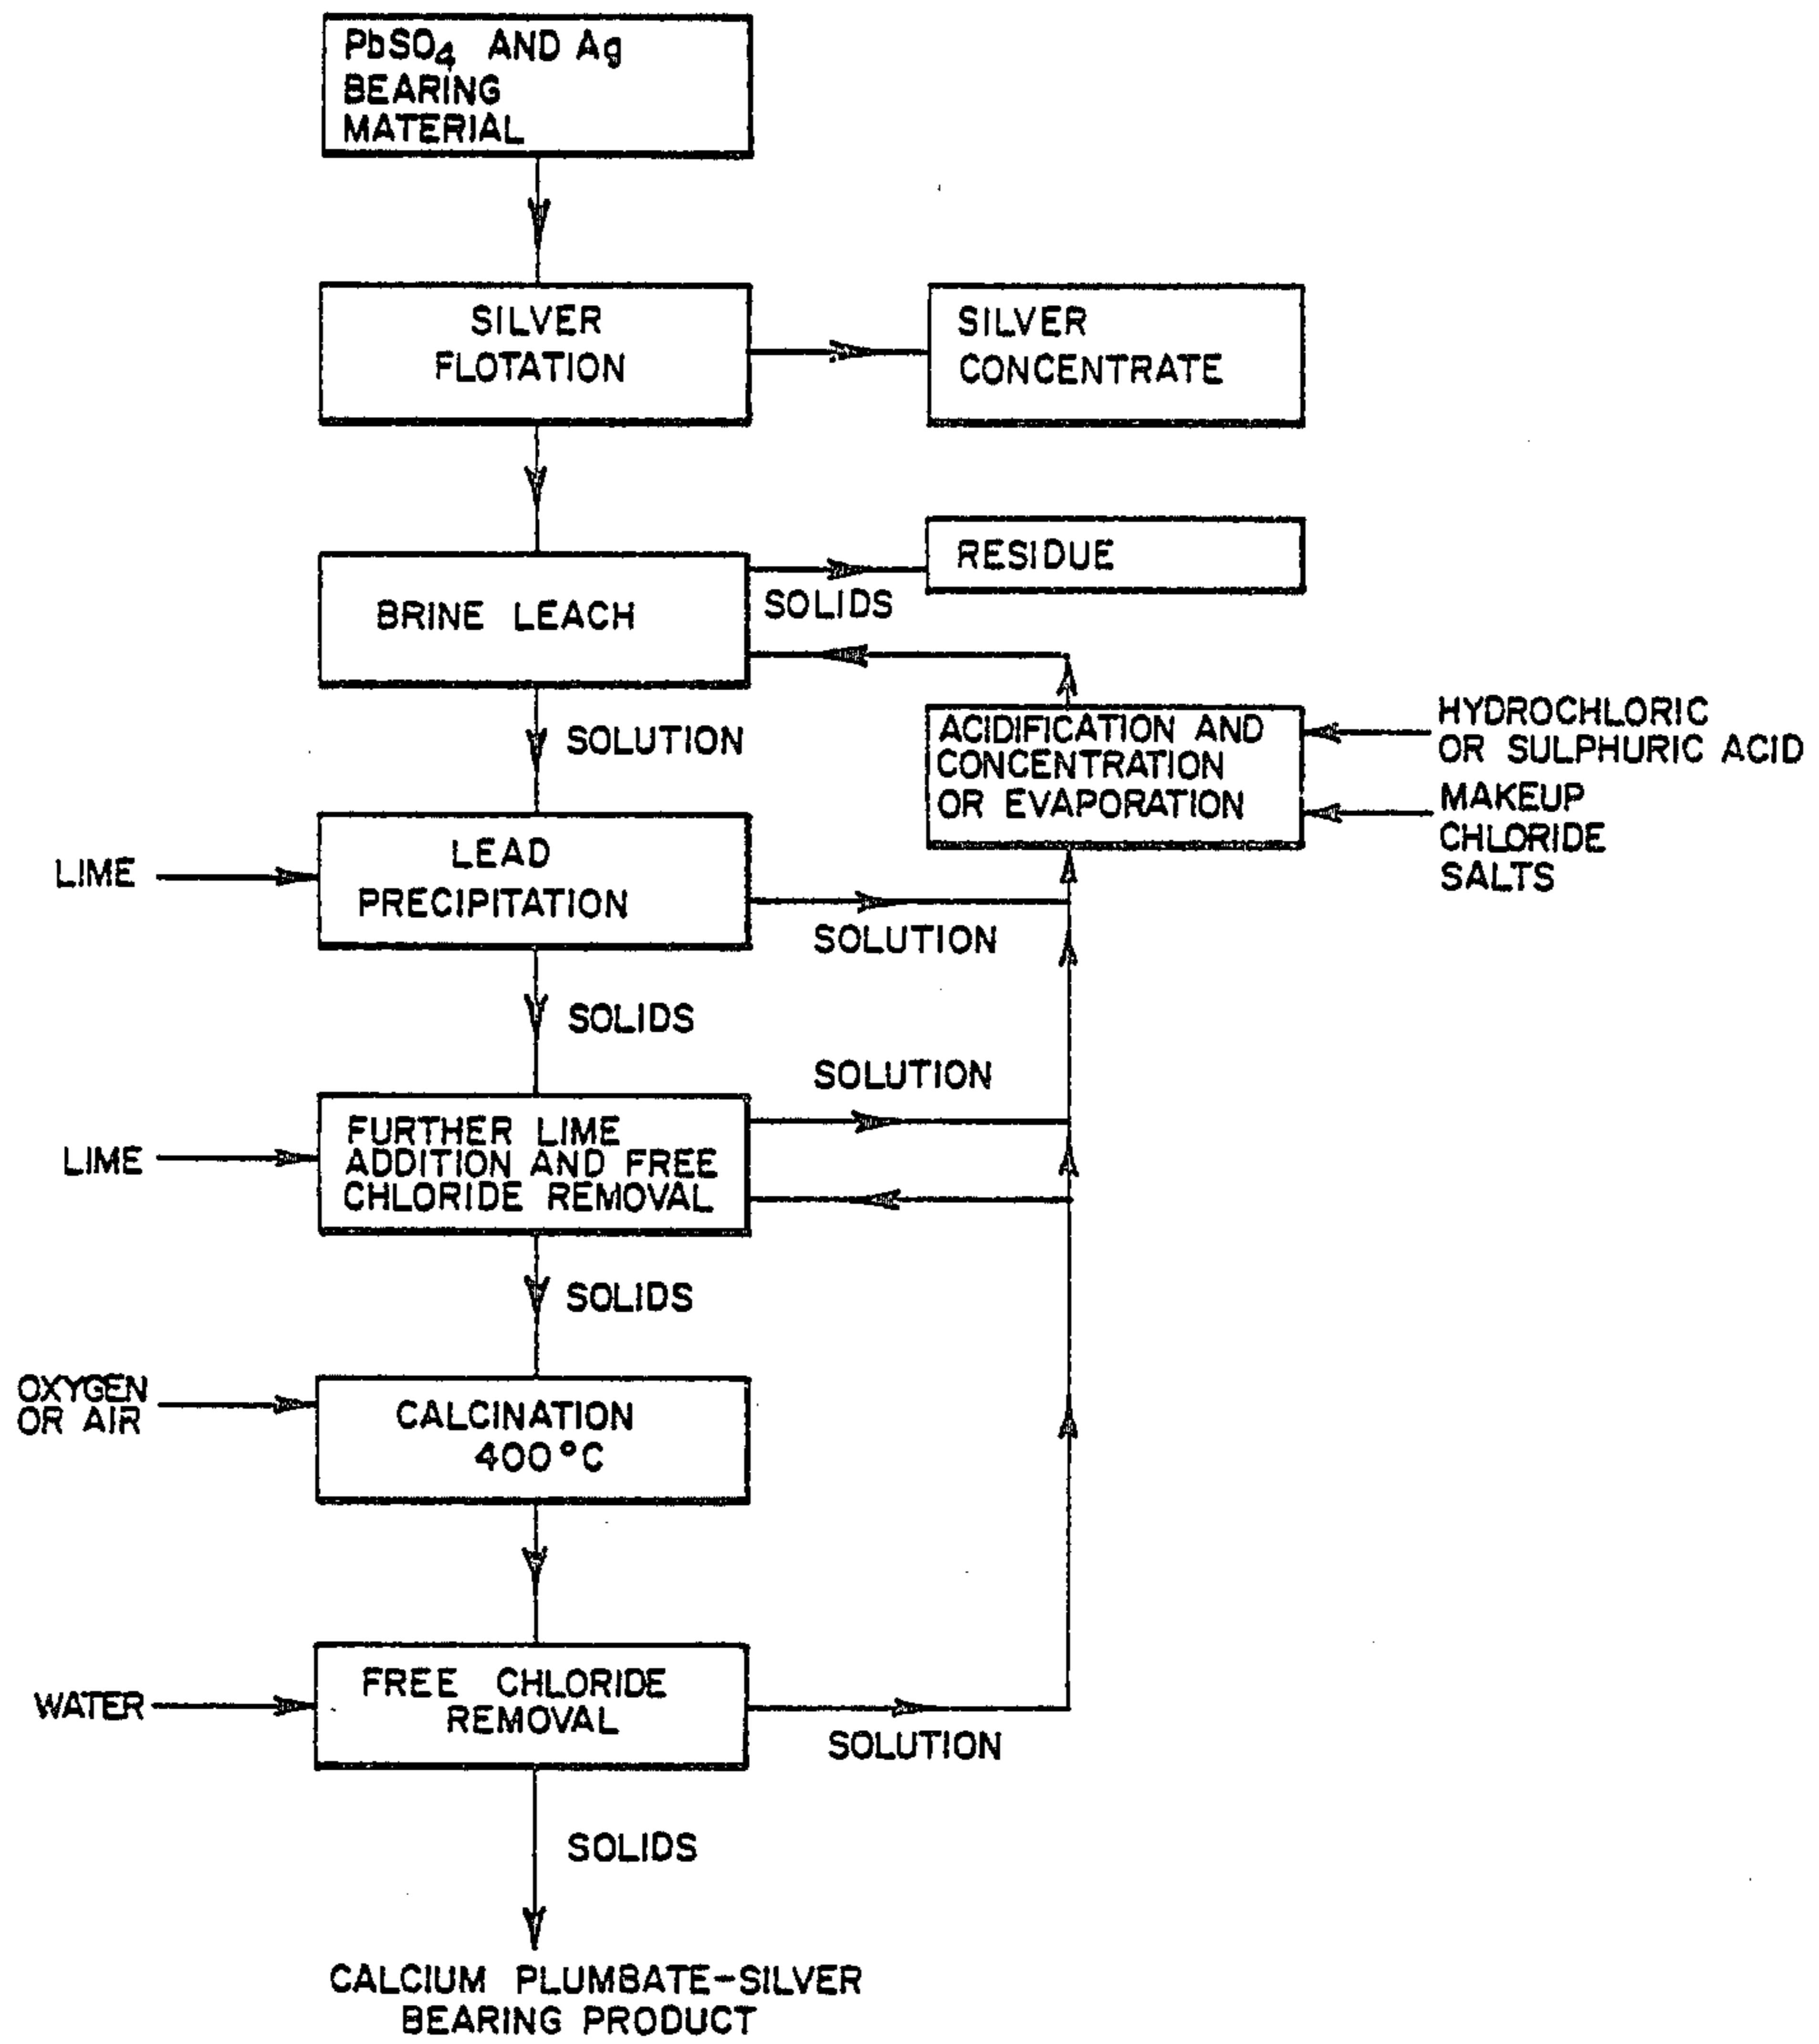 PbSO4 AND Ag
BEARING
MATERIAL
SILVER
FLOTATION
SILVER
CONCENTRATE
BRINE LEACH
SOLIDS
RESIDUE
SOLUTION
ACIDIFICATION AND
CONCENTRATION
OR EVAPORATION
HYDROCHLORIC
OR SULPHURIC ACID
MAKEUP
CHLORIDE
SALTS
LIME
LEAD
PRECIPITATION
SOLUTION
SOLIDS
SOLUTION
LIME
FURTHER LIME
ADDITION AND FREE
CHLORIDE REMOVAL
SOLIDS
OXYGEN
OR AIR
CALCINATION
400°C
WATER
FREE CHLORIDE
REMOVAL
SOLUTION
SOLIDS
CALCIUM PLUMBATE-SILVER
BEARING PRODUCT